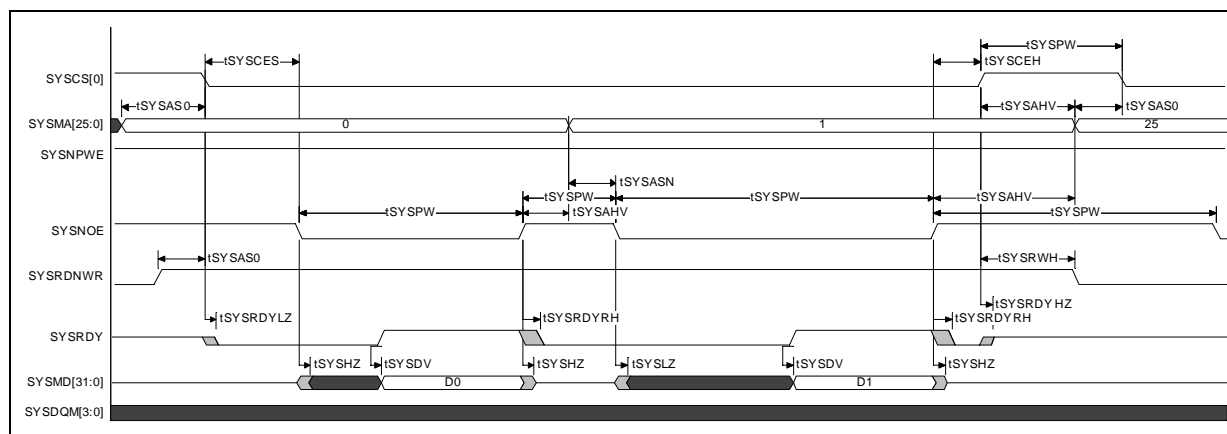 tSYSPW
tSYSCES
tSYSCEH
SYSCS[0]
tSYSAS0
tSYSAHV
tSYSAS0
SYSMA[25:0]
0
1
25
SYSNPWE
tSYSASN
tSYSPW
tSYSPW
tSYSPW
tSYSAHV
tSYSAHV
tSYSPW
SYSNOE
tSYSAS0
tSYSRWH
SYSRDNWR
tSYSRDYHZ
tSYSRDYLZ
tSYSRDYRH
tSYSRDYRH
SYSRDY
tSYSHZ
tSYSDV
tSYSHZ
tSYSLZ
tSYSDV
tSYSHZ
SYSMD[31:0]
D0
D1
SYSDQM[3:0]